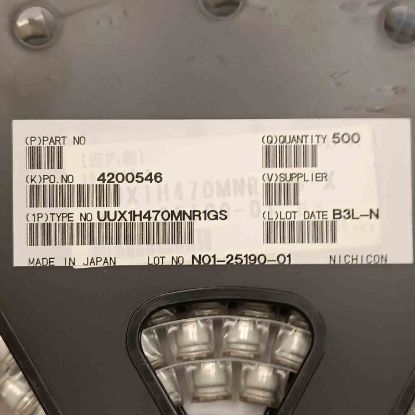 (P)PART NO (Q)QUANTITY 500
(K)PO.NO 4200546 (V)SUPPLIER
(1P)TYPE NO UUX1H470MNR1GS (L)LOT DATE B3L-N
MADE IN JAPAN LOT NO N01-25190-01 NICHICON